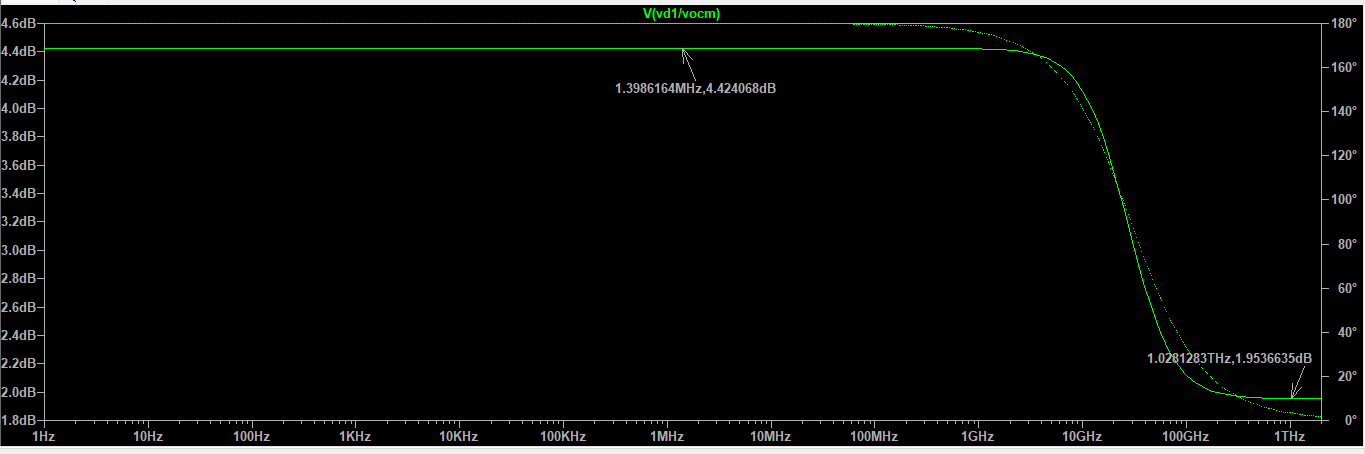 V(vd1/vocm)
4.6dB 180°
4.4dB 160°
1.3986164MHz,4.424068dB
4.2dB
4.0dB 140°
3.8dB
3.6dB 120°
3.4dB 100°
3.2dB
3.0dB 80°
2.8dB
2.6dB 60°
2.4dB 40°
1.0281283THz,1.9536635dB
2.2dB
2.0dB 20°
1.8dB 0°
1Hz 10Hz 100Hz 1KHz 10KHz 100KHz 1MHz 10MHz 100MHz 1GHz 10GHz 100GHz 1THz